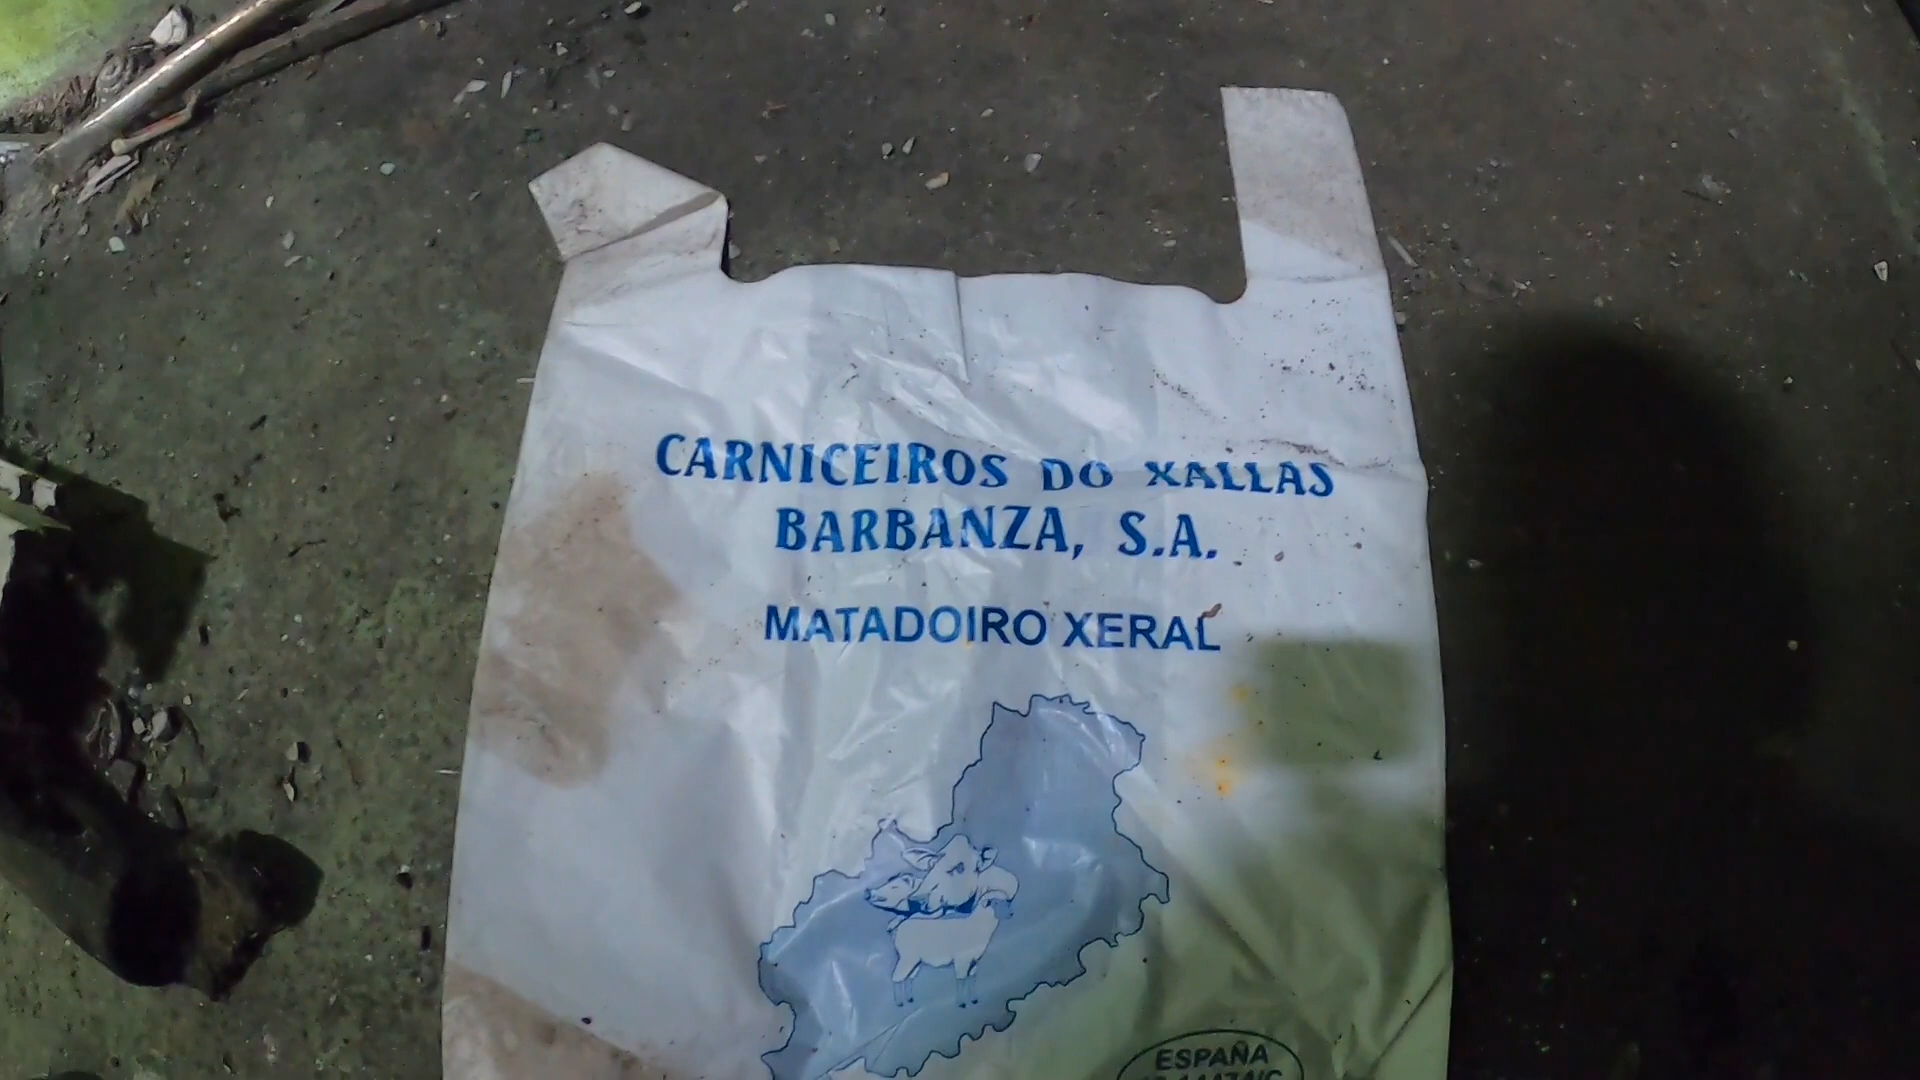 CARNICEIROS DO XALLAS
BARBANZA, S.A.
MATADOIRO XERAL
ESPAÑA